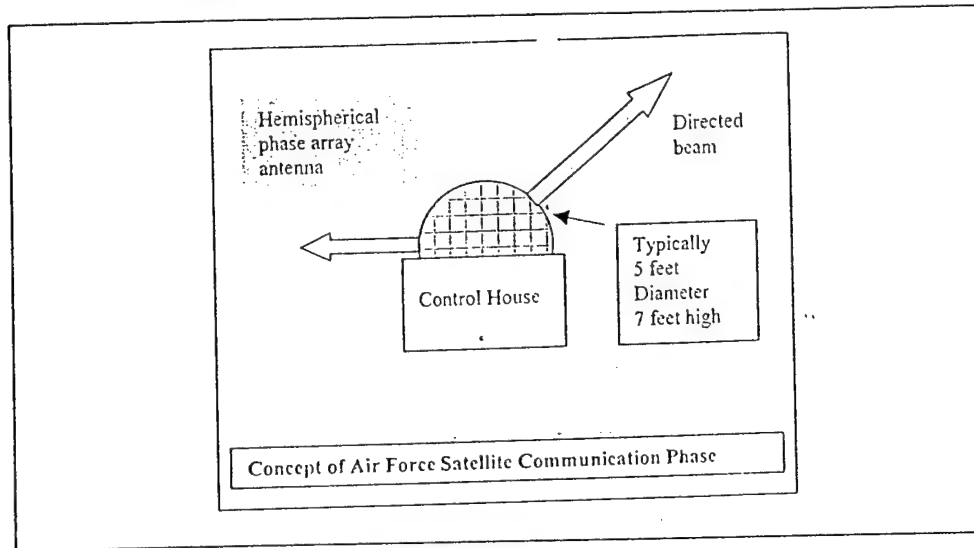 Hemispherical
phase array
antenna
Directed
beam
Typically
5 feet
Diameter
7 feet high
Control House
Concept of Air Force Satellite Communication Phase